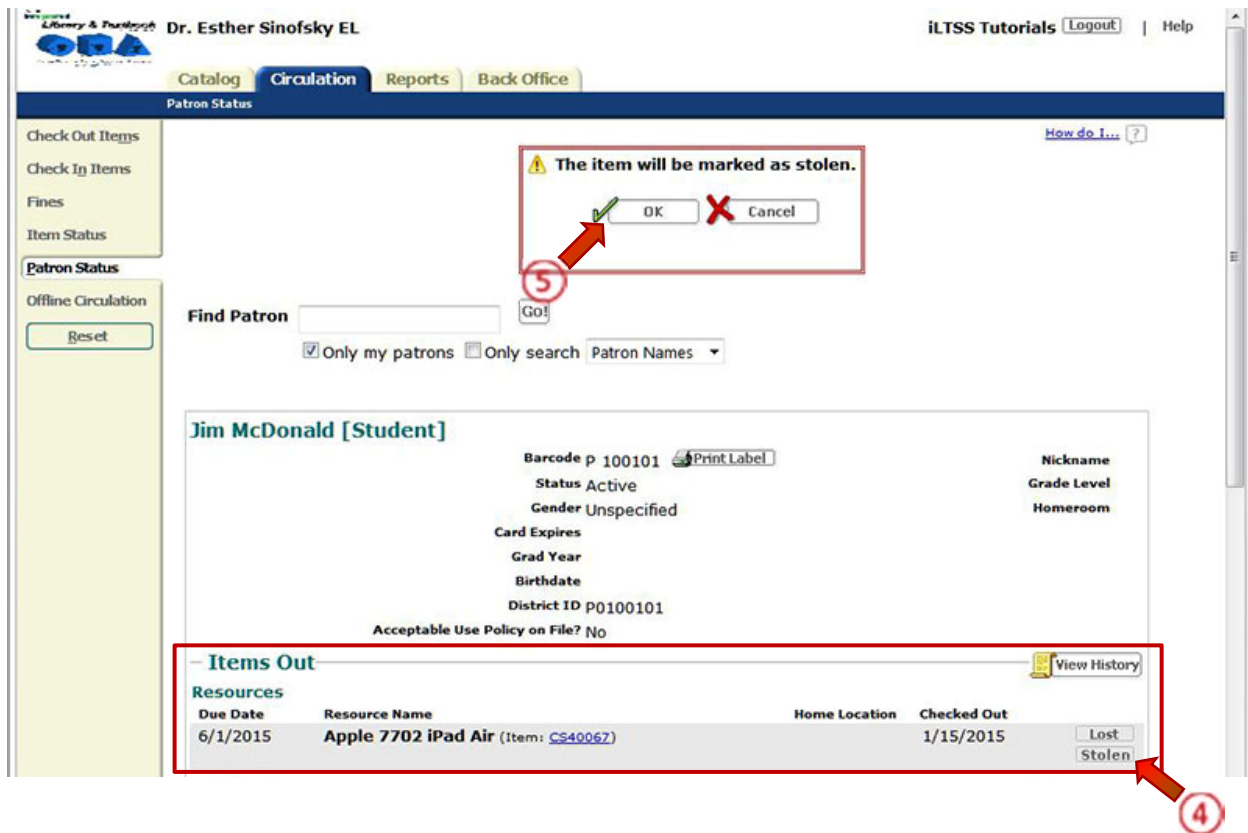 Library & Textbook
Dr. Esther Sinofsky EL
iLTSS Tutorials Logout | Help
Catalog Circulation Reports Back Office
Patron Status
Check Out Items
Check In Items
Fines
Item Status
Patron Status
Offline Circulation
Reset
How do I... ?
The item will be marked as stolen.
OK Cancel
5
Find Patron Go!
Only my patrons Only search Patron Names
Jim McDonald [Student]
Barcode P 100101 Print Label Nickname
Status Active Grade Level
Gender Unspecified Homeroom
Card Expires
Grad Year
Birthdate
District ID P0100101
Acceptable Use Policy on File? No
Items Out View History
Resources
Due Date Resource Name Home Location Checked Out
6/1/2015 Apple 7702 iPad Air (Item: CS40067) 1/15/2015 Lost
Stolen
4